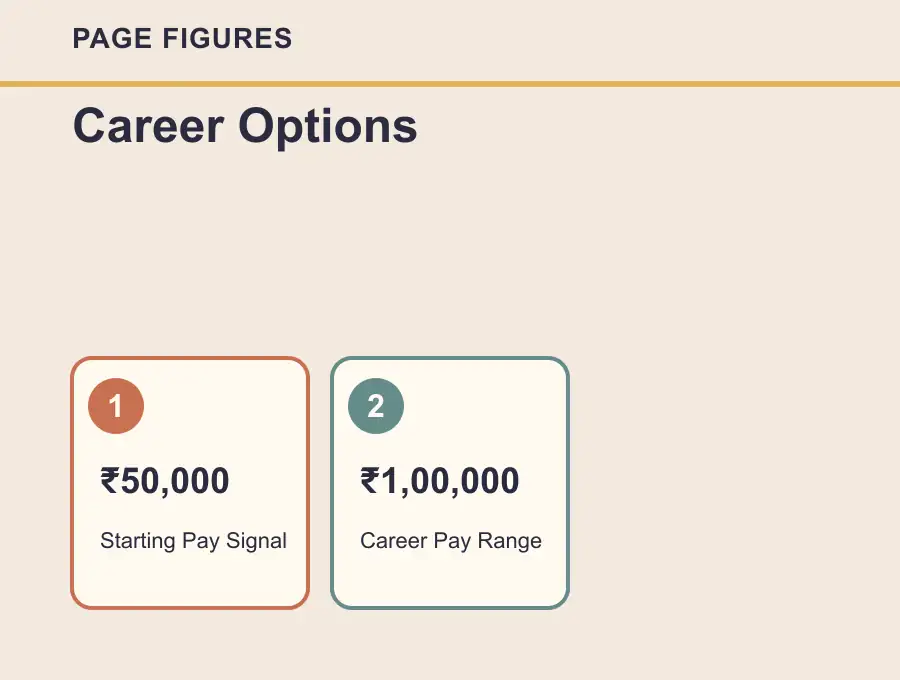 PAGE FIGURES
Career Options
1
₹50,000
Starting Pay Signal
2
₹1,00,000
Career Pay Range